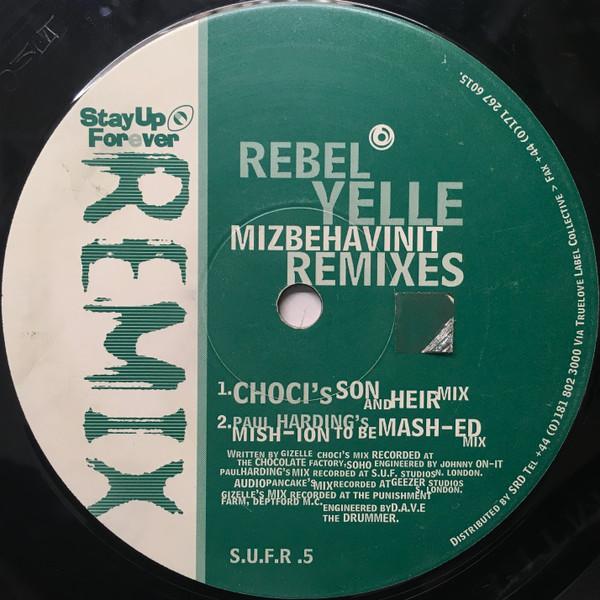 StayUp
Forever
REMIX
REBEL
YELLE
MIZBEHAVINIT
REMIXES
1.CHOCI's SON AND HEIR MIX
2.PAUL HARDING's
MISH-ION TO BE MASH-ED MIX
WRITTEN BY GIZELLE CHOCI's MIX RECORDED AT
THE CHOCOLATE FACTORY,SOHO ENGINEERED BY JOHNNY ON-IT
PAULHARDING's MIX RECORDED AT S.U.F. STUDIOS N. LONDON.
AUDIOPANCAKE's MIX RECORDED AT GEEZER STUDIOS
S. LONDON.
GIZELLE's MIX RECORDED AT THE PUNISHMENT
FARM, DEPTFORD M.C.
ENGINEERED BY D.A.V.E
THE DRUMMER.
S.U.F.R .5
DISTRIBUTED BY SRD TEL +44 (0)181 802 3000 VIA TRUELOVE LABEL COLLECTIVE > FAX +44 (0)171 267 6015.